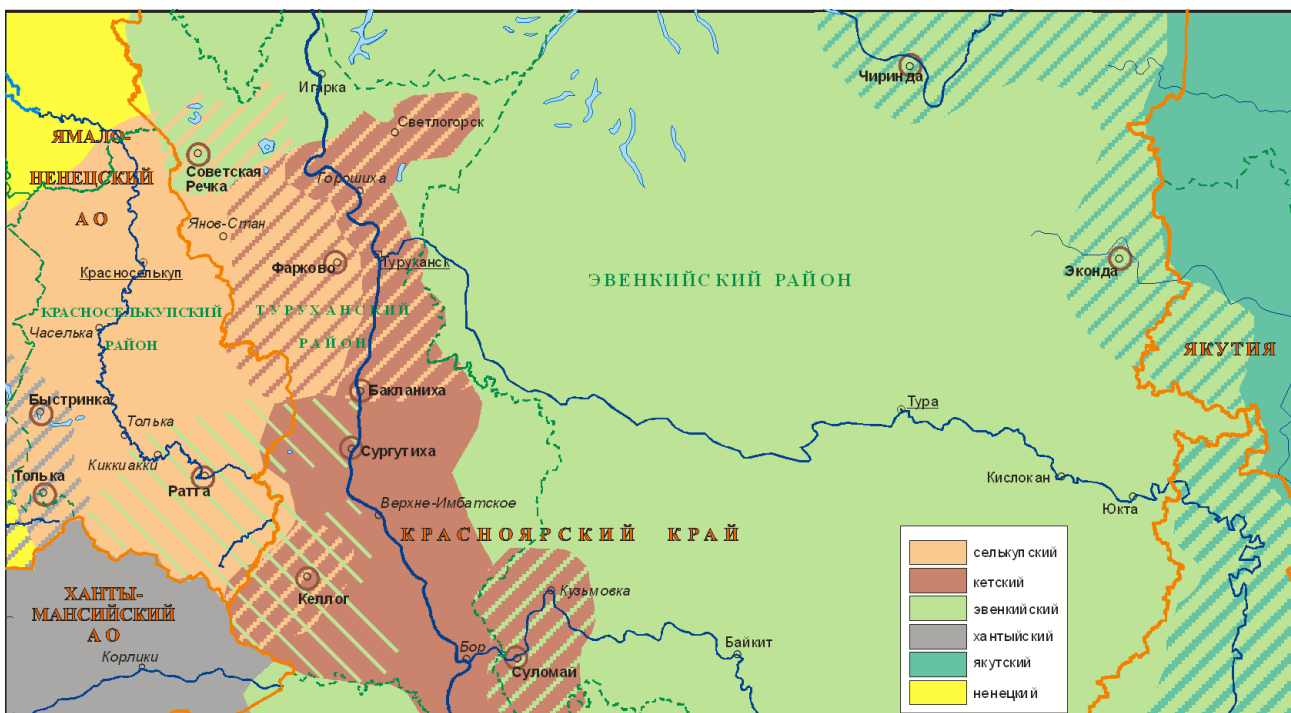 Чиринда
Игарка
Светлогорск
ЯМАЛО-
НЕНЕЦСКИЙ
АО
Советская
Речка
Горошиха
Янов-Стан
Красноселькуп
Фарково
Туруханск
Эконда
ЭВЕНКИЙСКИЙ РАЙОН
КРАСНОСЕЛЬКУПСКИЙ
РАЙОН
ТУРУХАНСКИЙ
РАЙОН
Часелька
ЯКУТИЯ
Быстринка
Бакланиха
Тура
Толька
Киккиакки
Сургутиха
Толька
Ратта
Кислокан
Юкта
Верхне-Имбатское
КРАСНОЯРСКИЙ КРАЙ
ХАНТЫ-
МАНСИЙСКИЙ
АО
Корлики
Келлог
Кузьмовка
Бор
Суломай
Байкит
селькупский
кетский
эвенкийский
хантыйский
якутский
ненецкий